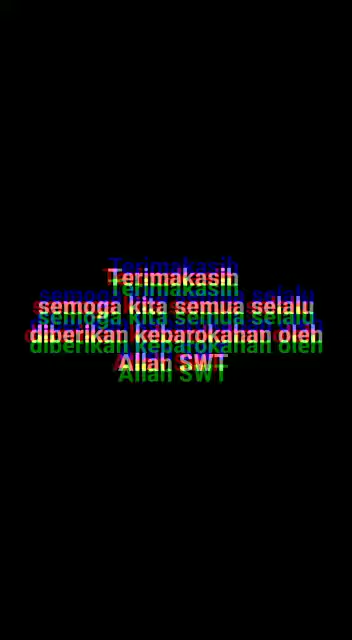 Terimakasih
semoga kita semua selalu
diberikan kebarokahan oleh
Allah SWT